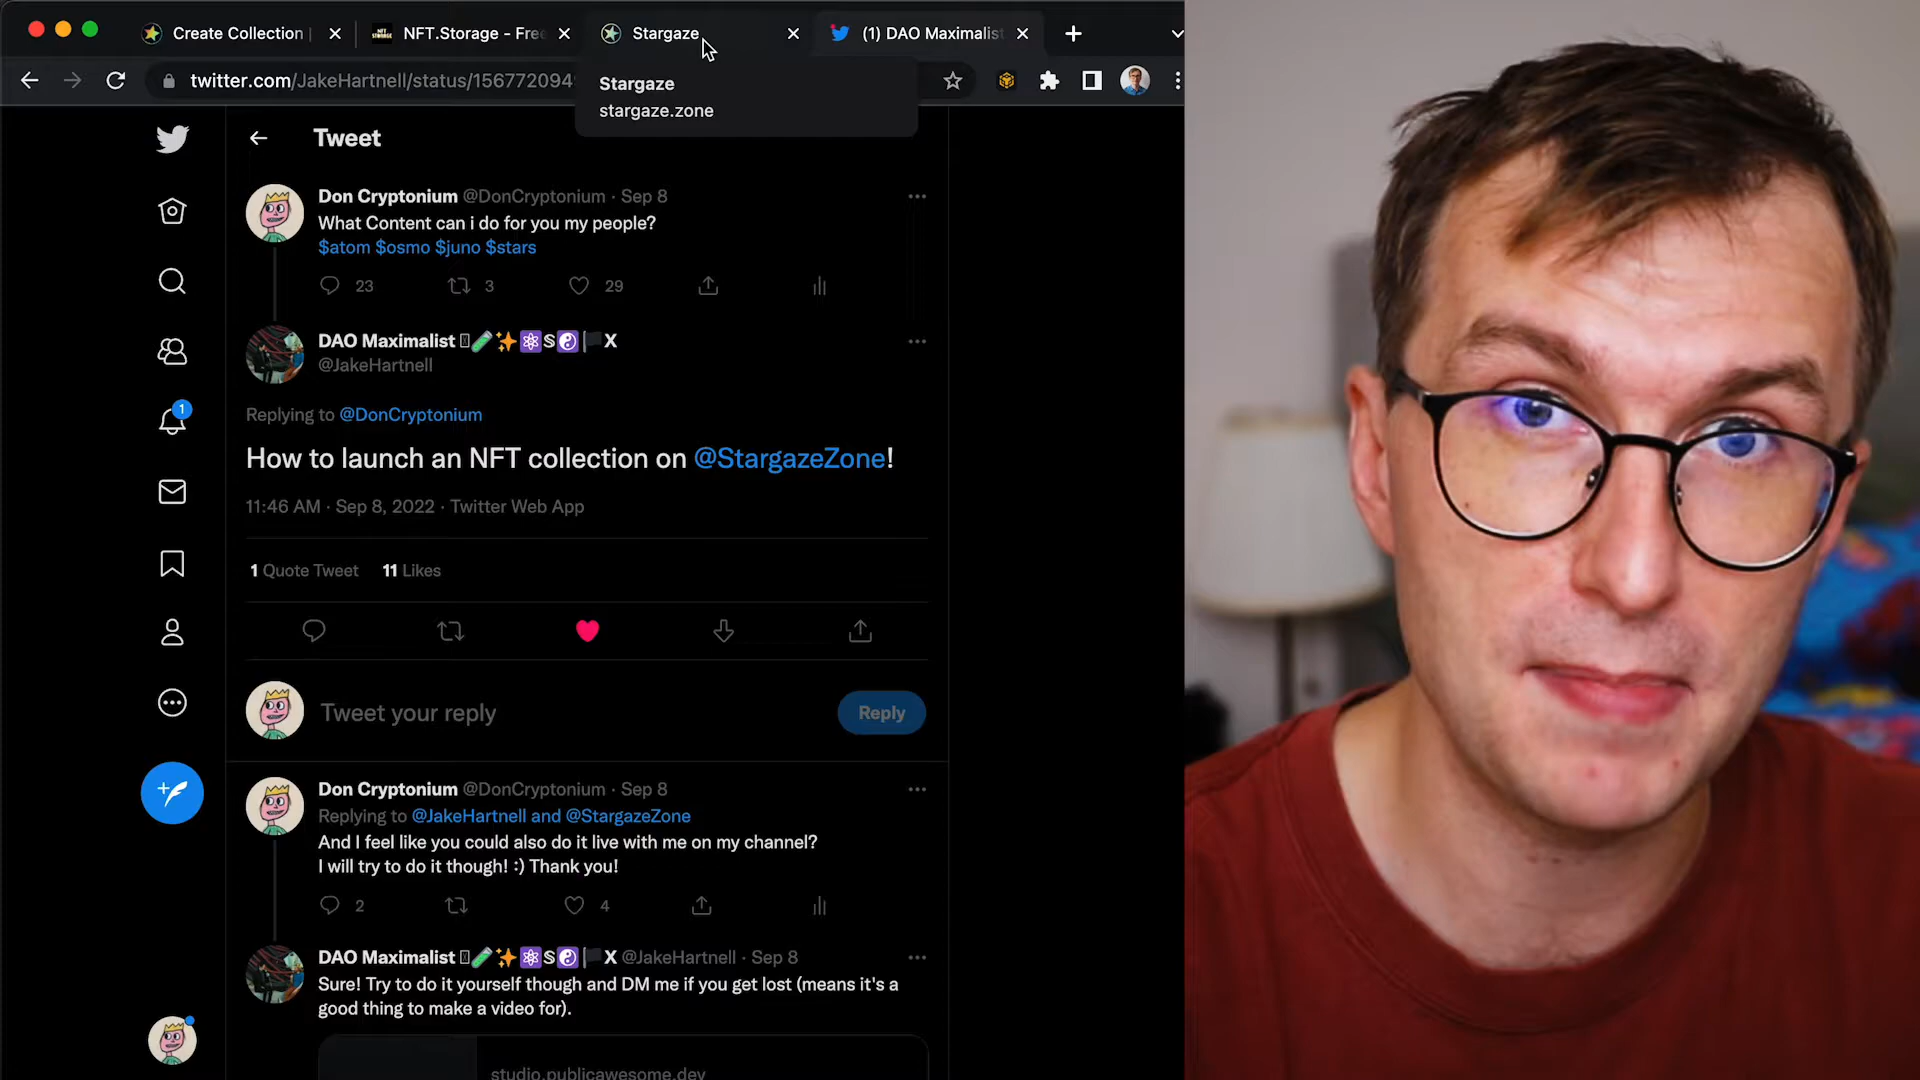 Create Collection |
NFT.Storage - Free
Stargaze
(1) DAO Maximalist
twitter.com/JakeHartnell/status/156772094
Stargaze
stargaze.zone
Tweet
Don Cryptonium @DonCryptonium · Sep 8
What Content can i do for you my people?
$atom $osmo $juno $stars
23 3 29
DAO Maximalist 🧪✨⚛️S☯️🏴X
@JakeHartnell
Replying to @DonCryptonium
How to launch an NFT collection on @StargazeZone!
11:46 AM · Sep 8, 2022 · Twitter Web App
1 Quote Tweet 11 Likes
Tweet your reply
Reply
Don Cryptonium @DonCryptonium · Sep 8
Replying to @JakeHartnell and @StargazeZone
And I feel like you could also do it live with me on my channel?
I will try to do it though! :) Thank you!
2 4
DAO Maximalist 🧪✨⚛️S☯️🏴X @JakeHartnell · Sep 8
Sure! Try to do it yourself though and DM me if you get lost (means it's a
good thing to make a video for).
studio.publicawesome.dev
1